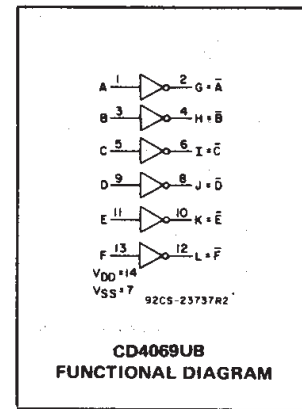 A 1 2 G = A̅
B 3 4 H = B̅
C 5 6 I = C̅
D 9 8 J = D̅
E 11 10 K = E̅
F 13 12 L = F̅
VDD = 14
VSS = 7
92CS-23737R2
CD4069UB
FUNCTIONAL DIAGRAM